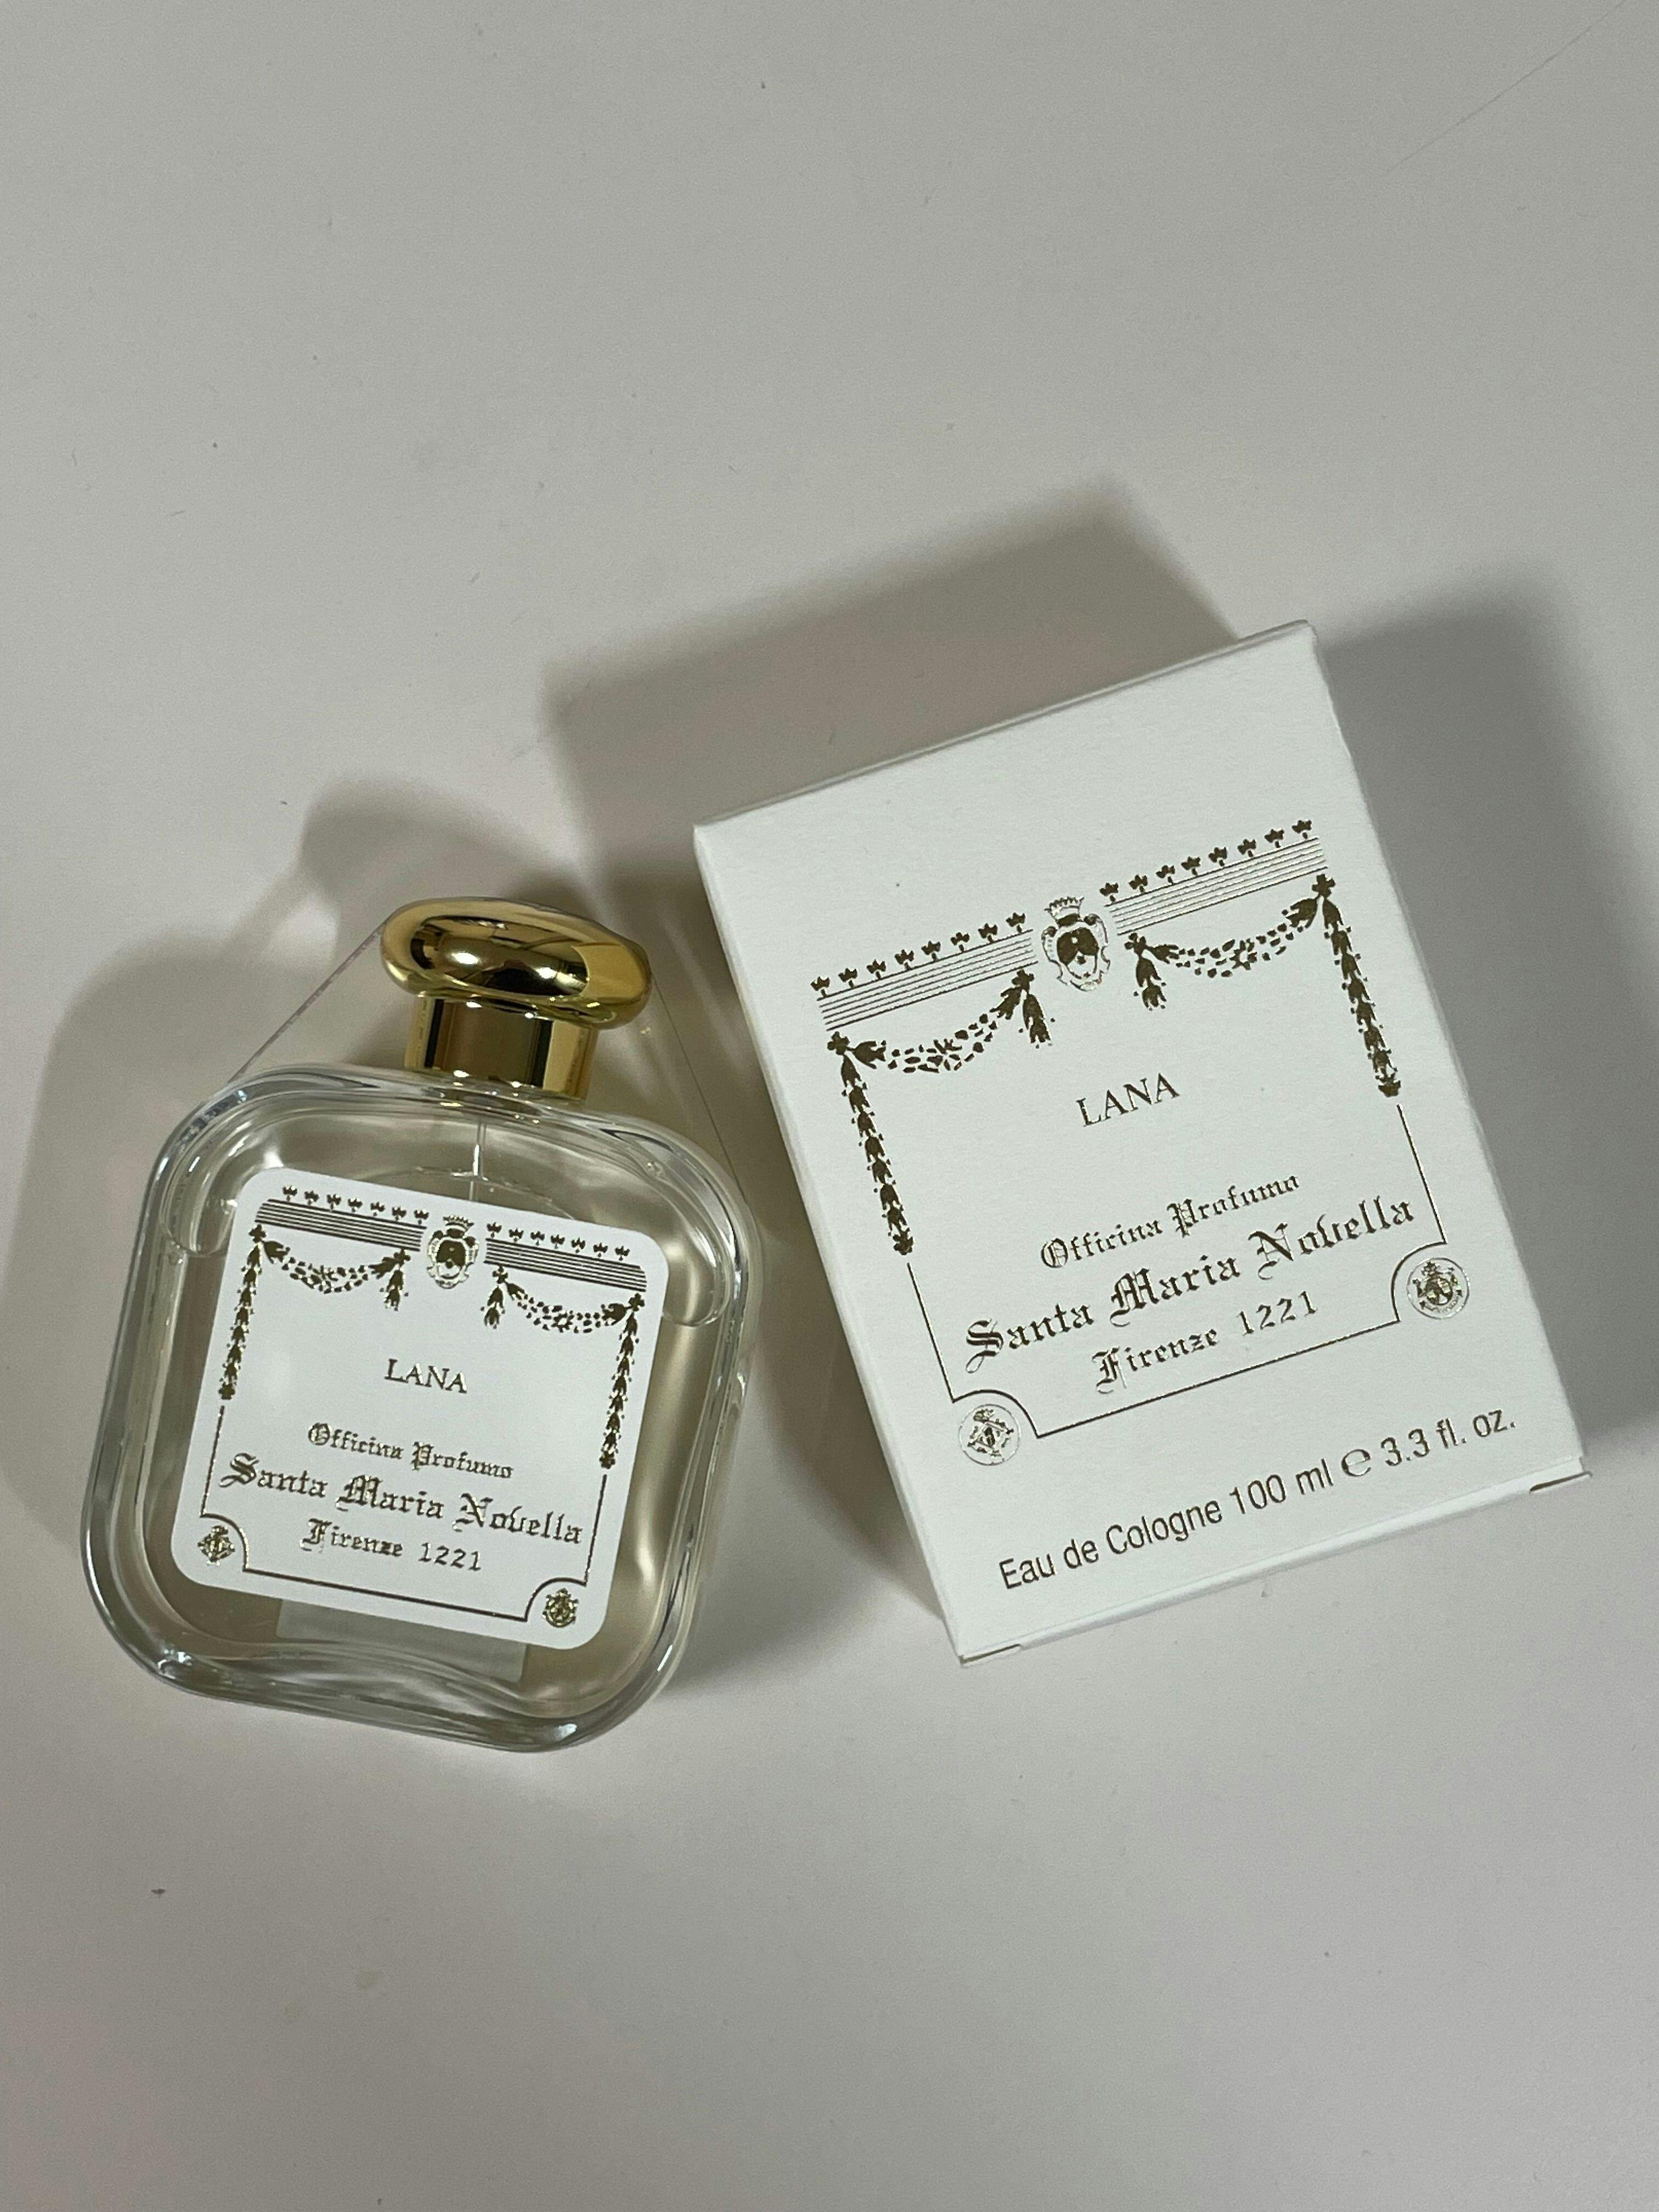 LANA
Officina Profumo
Santa Maria Novella
Firenze 1221
LANA
Officina Profumo
Santa Maria Novella
Firenze 1221
Eau de Cologne 100 ml ℮ 3.3 fl. oz.